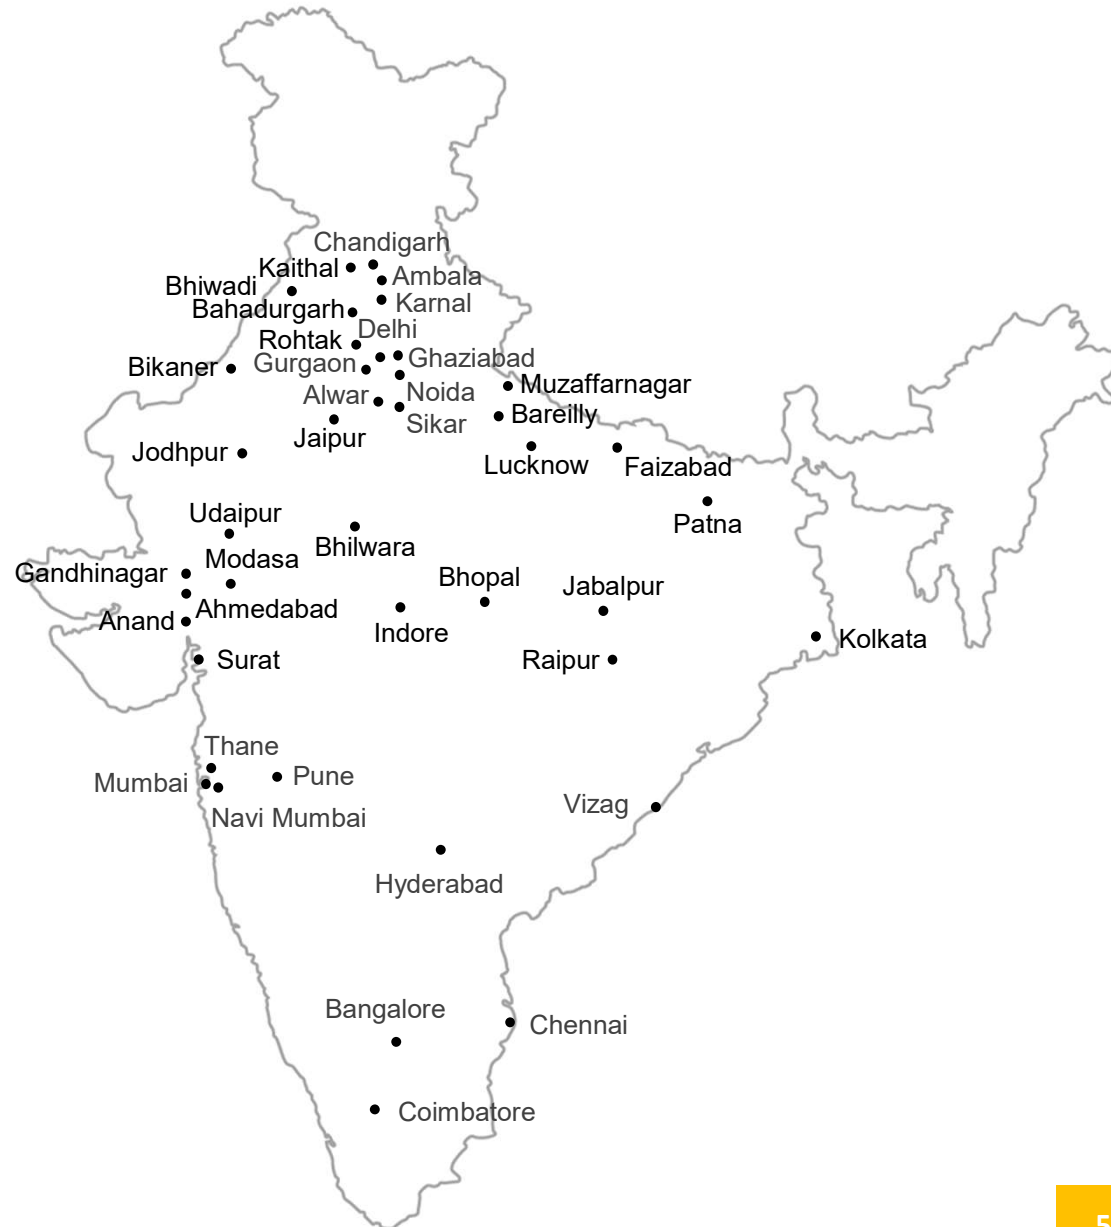 Chandigarh
Kaithal
Ambala
Bhiwadi
Karnal
Bahadurgarh
Delhi
Rohtak
Ghaziabad
Gurgaon
Bikaner
Muzaffarnagar
Noida
Alwar
Bareilly
Sikar
Jaipur
Jodhpur
Lucknow
Faizabad
Udaipur
Patna
Bhilwara
Modasa
Gandhinagar
Bhopal
Jabalpur
Ahmedabad
Anand
Indore
Kolkata
Surat
Raipur
Thane
Pune
Mumbai
Vizag
Navi Mumbai
Hyderabad
Bangalore
Chennai
Coimbatore